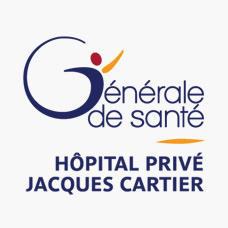 Générale
de santé
HÔPITAL PRIVÉ
JACQUES CARTIER